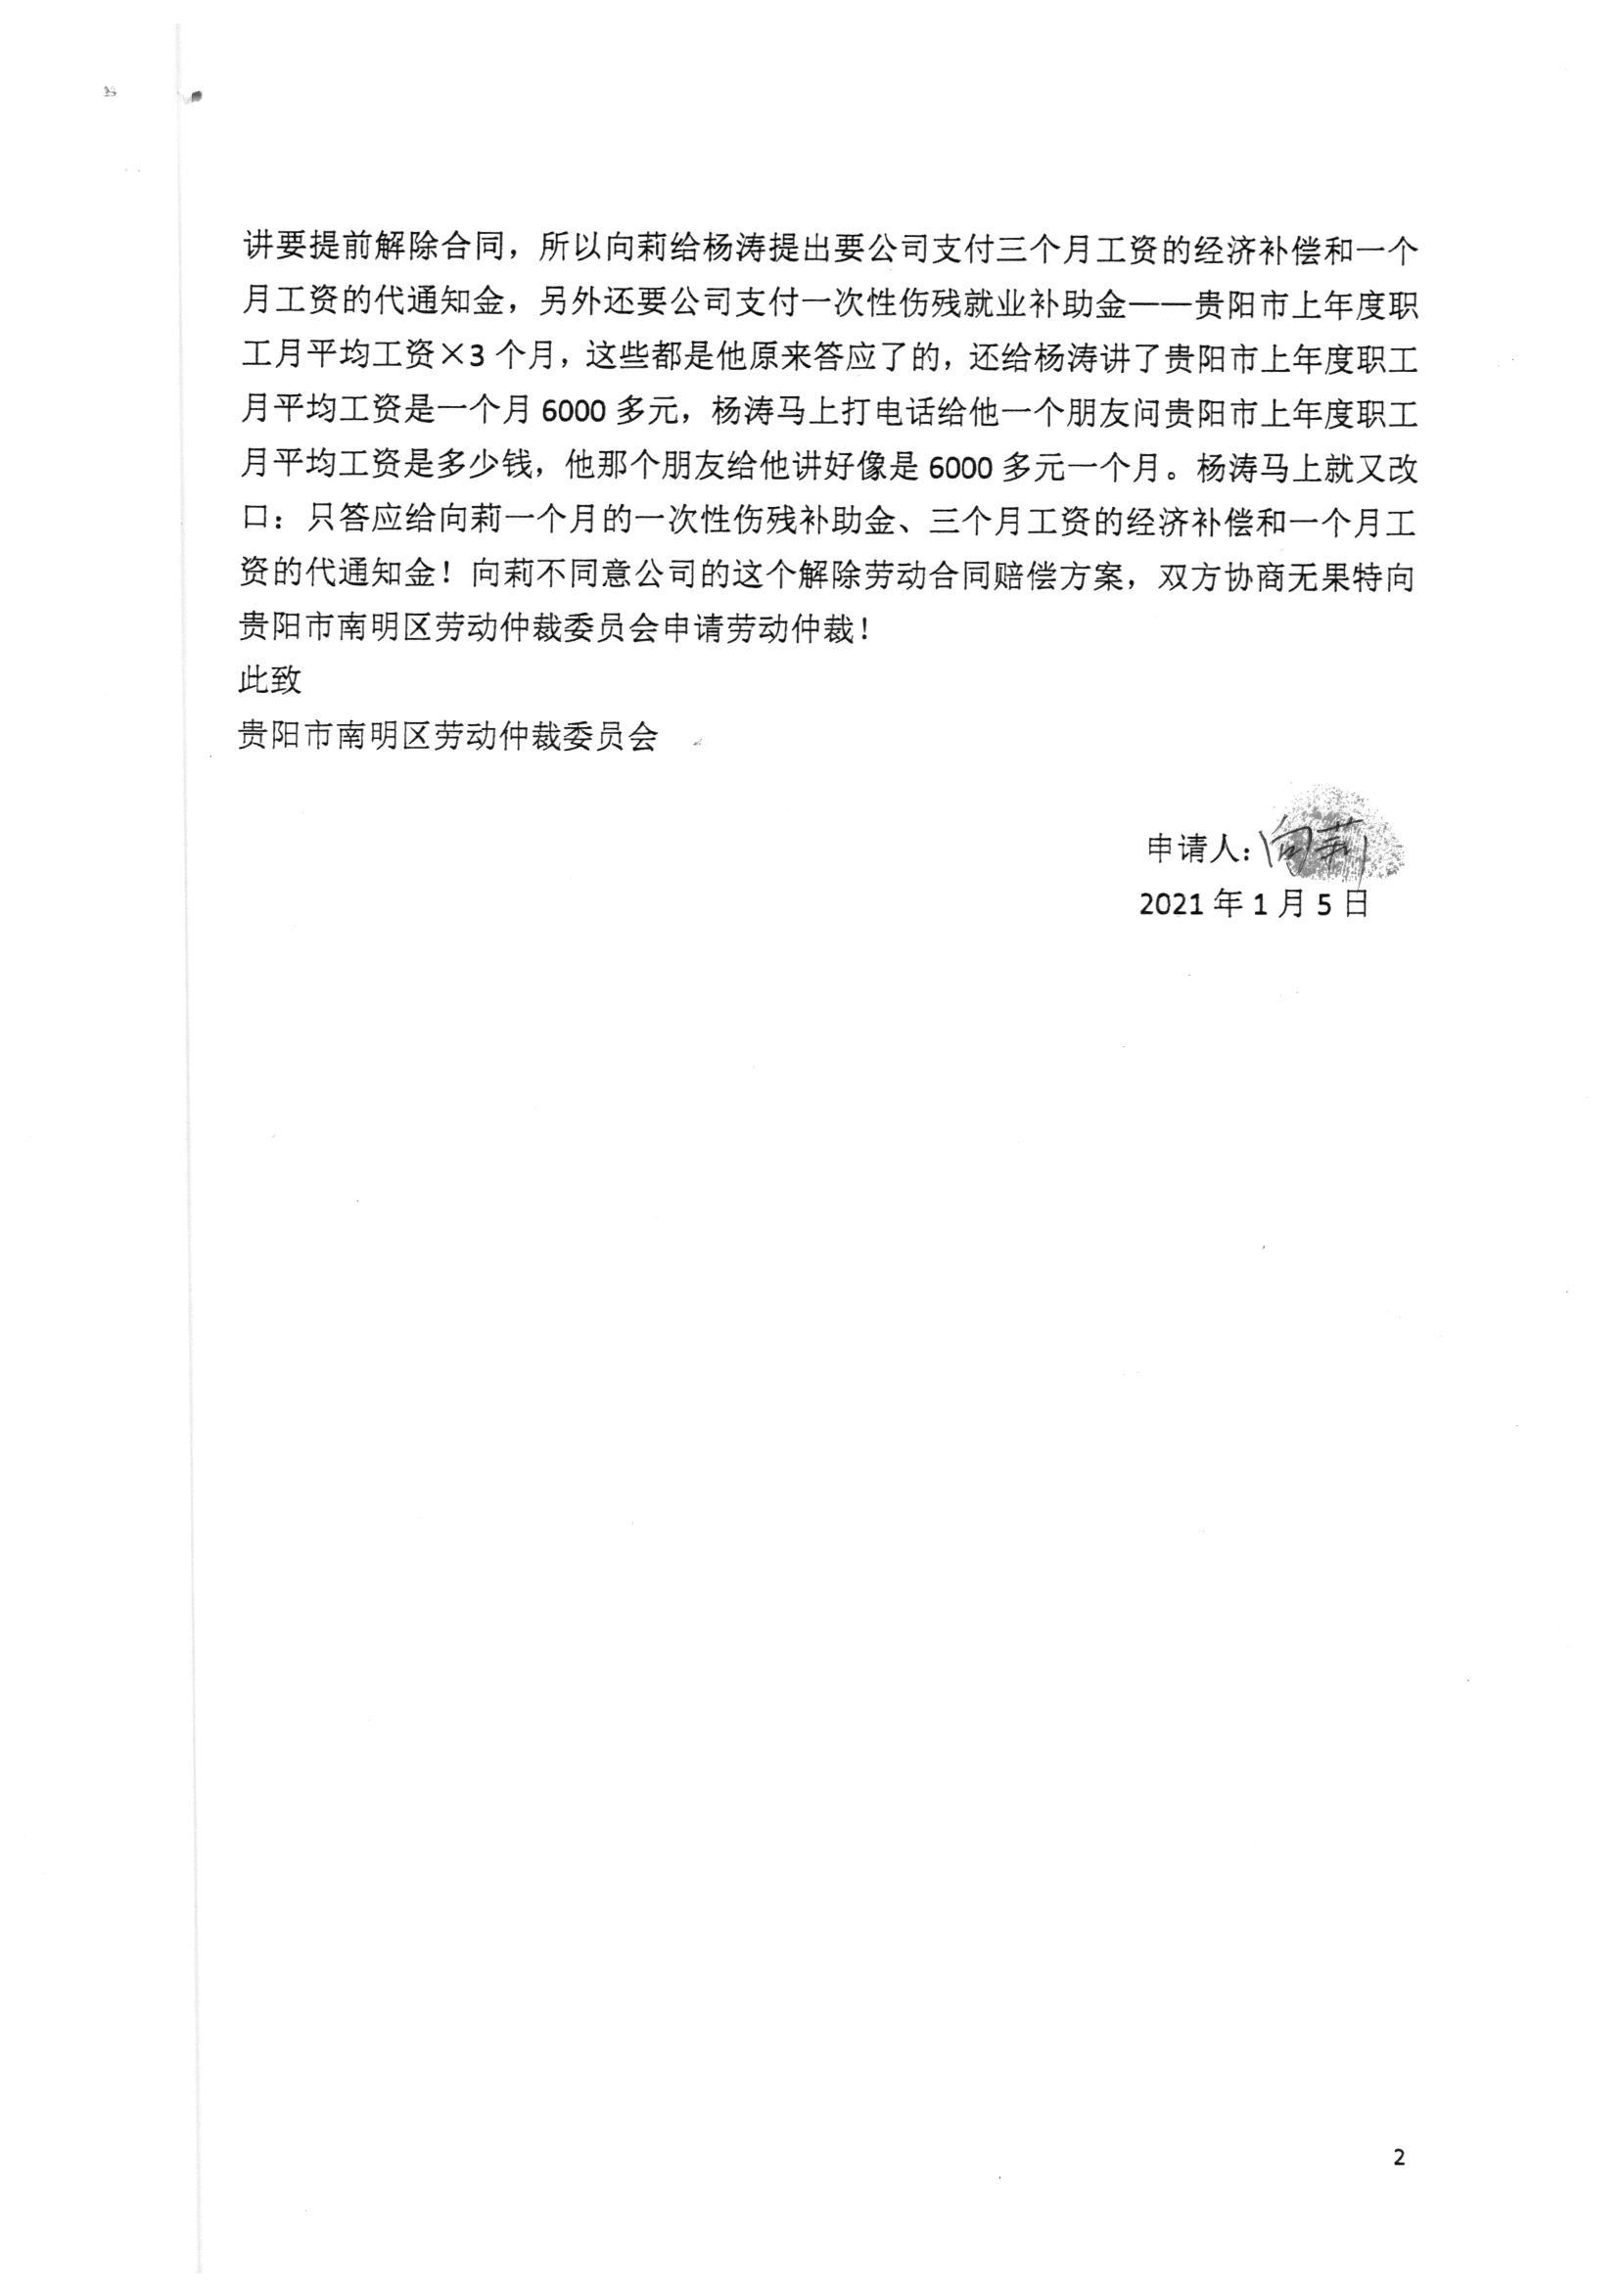 讲要提前解除合同，所以向莉给杨涛提出要公司支付三个月工资的经济补偿和一个
月工资的代通知金，另外还要公司支付一次性伤残就业补助金——贵阳市上年度职
工月平均工资×3 个月，这些都是他原来答应了的，还给杨涛讲了贵阳市上年度职工
月平均工资是一个月 6000 多元，杨涛马上打电话给他一个朋友问贵阳市上年度职工
月平均工资是多少钱，他那个朋友给他讲好像是 6000 多元一个月。杨涛马上就又改
口：只答应给向莉一个月的一次性伤残补助金、三个月工资的经济补偿和一个月工
资的代通知金！向莉不同意公司的这个解除劳动合同赔偿方案，双方协商无果特向
贵阳市南明区劳动仲裁委员会申请劳动仲裁！
此致
贵阳市南明区劳动仲裁委员会
申请人：向莉
2021 年 1 月 5 日
2